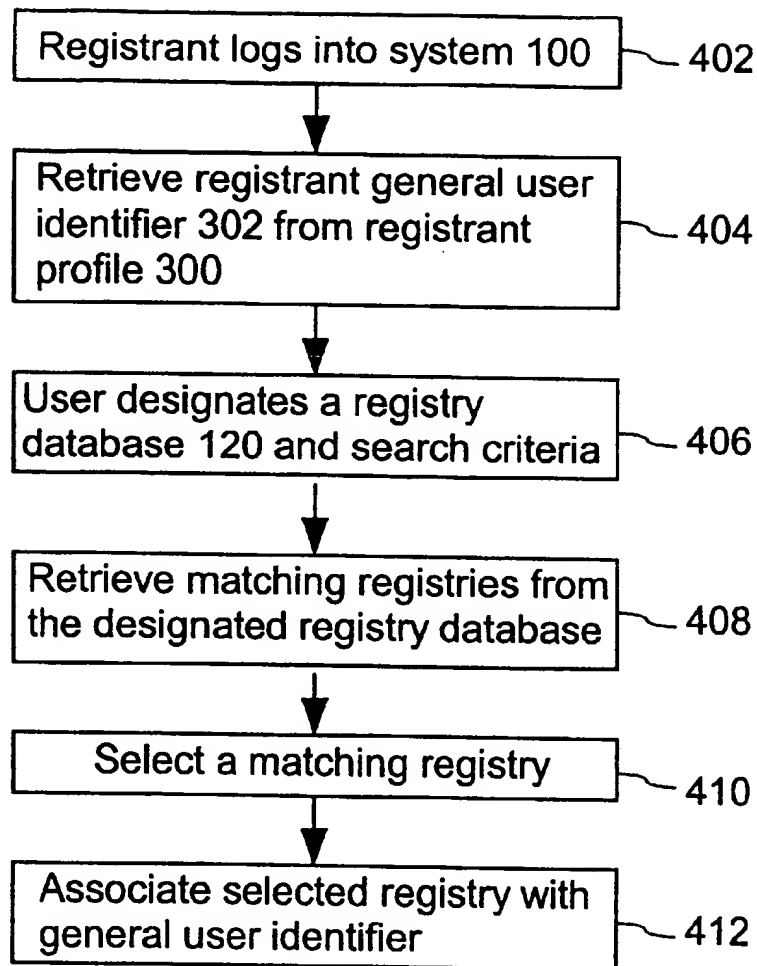 Registrant logs into system 100
402
Retrieve registrant general user
identifier 302 from registrant
profile 300
404
User designates a registry
database 120 and search criteria
406
Retrieve matching registries from
the designated registry database
408
Select a matching registry
410
Associate selected registry with
general user identifier
412